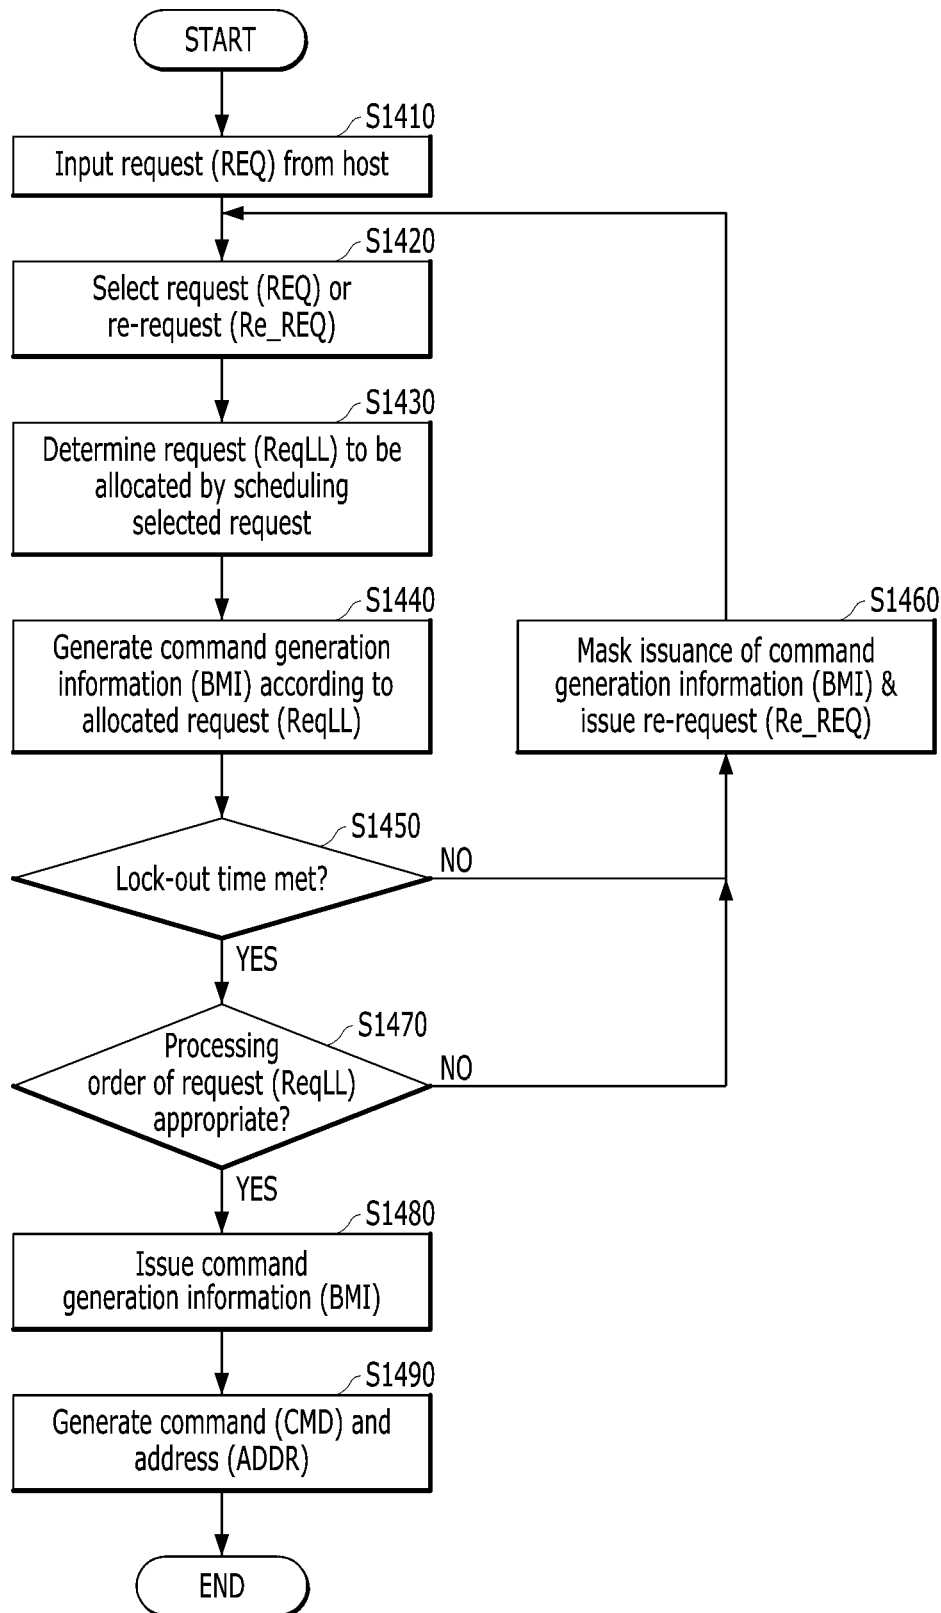 START
S1410
Input request (REQ) from host
S1420
Select request (REQ) or
re-request (Re_REQ)
S1430
Determine request (ReqLL) to be
allocated by scheduling
selected request
S1440
Generate command generation
information (BMI) according to
allocated request (ReqLL)
S1460
Mask issuance of command
generation information (BMI) &
issue re-request (Re_REQ)
S1450
Lock-out time met?
NO
YES
S1470
Processing
order of request (ReqLL)
appropriate?
NO
YES
S1480
Issue command
generation information (BMI)
S1490
Generate command (CMD) and
address (ADDR)
END